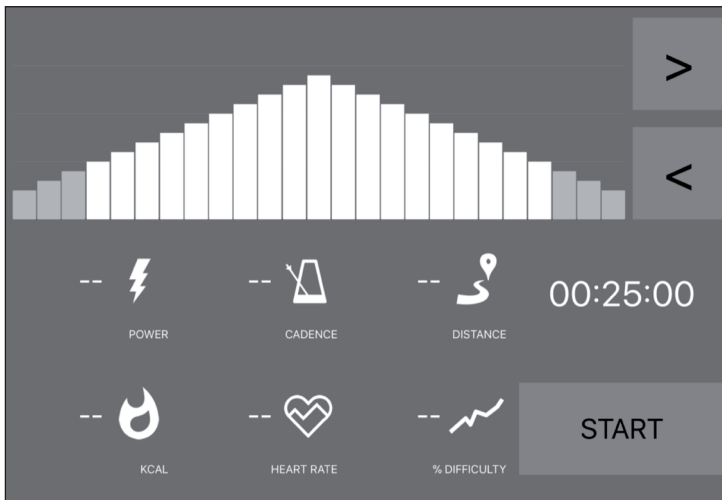 >
<
-- -- -- 00:25:00
POWER CADENCE DISTANCE
-- -- -- START
KCAL HEART RATE % DIFFICULTY